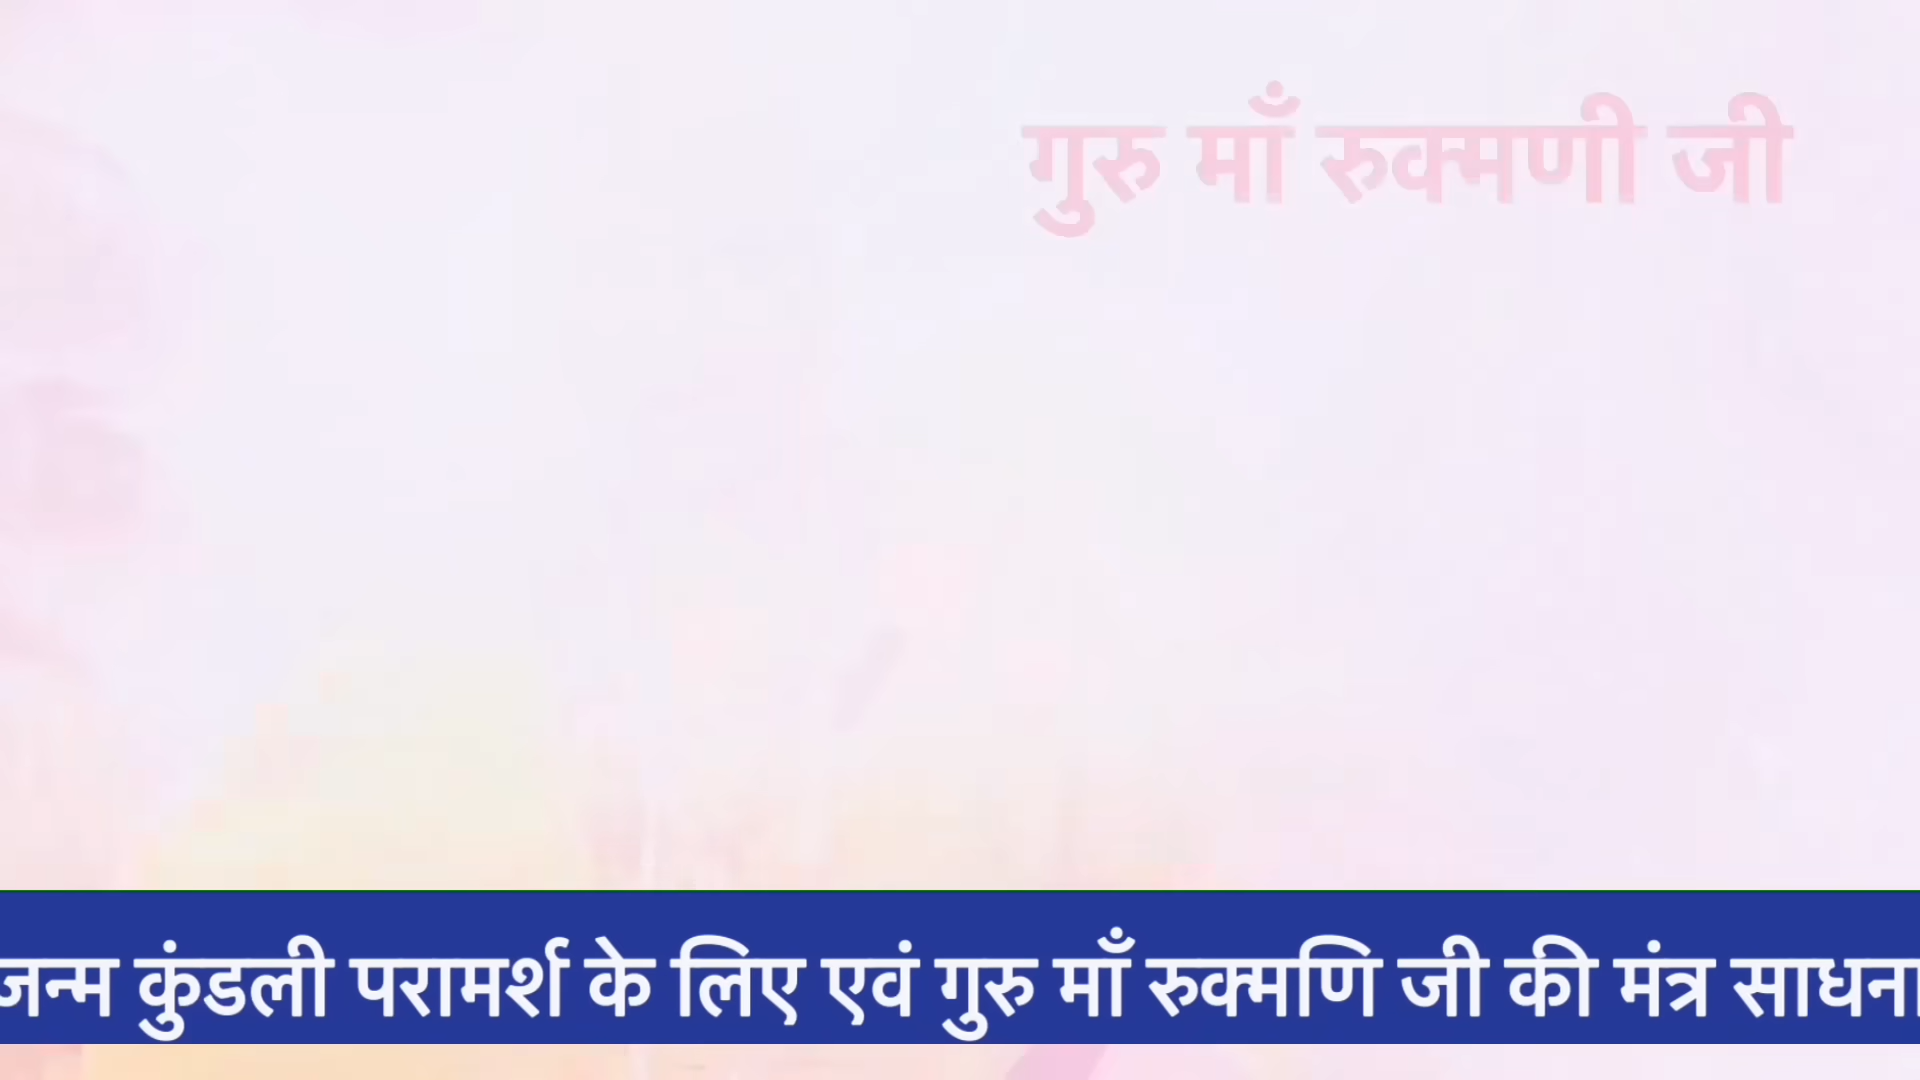 गुरु माँ रुक्मणी जी
जन्म कुंडली परामर्श के लिए एवं गुरु माँ रुक्मणि जी की मंत्र साधना